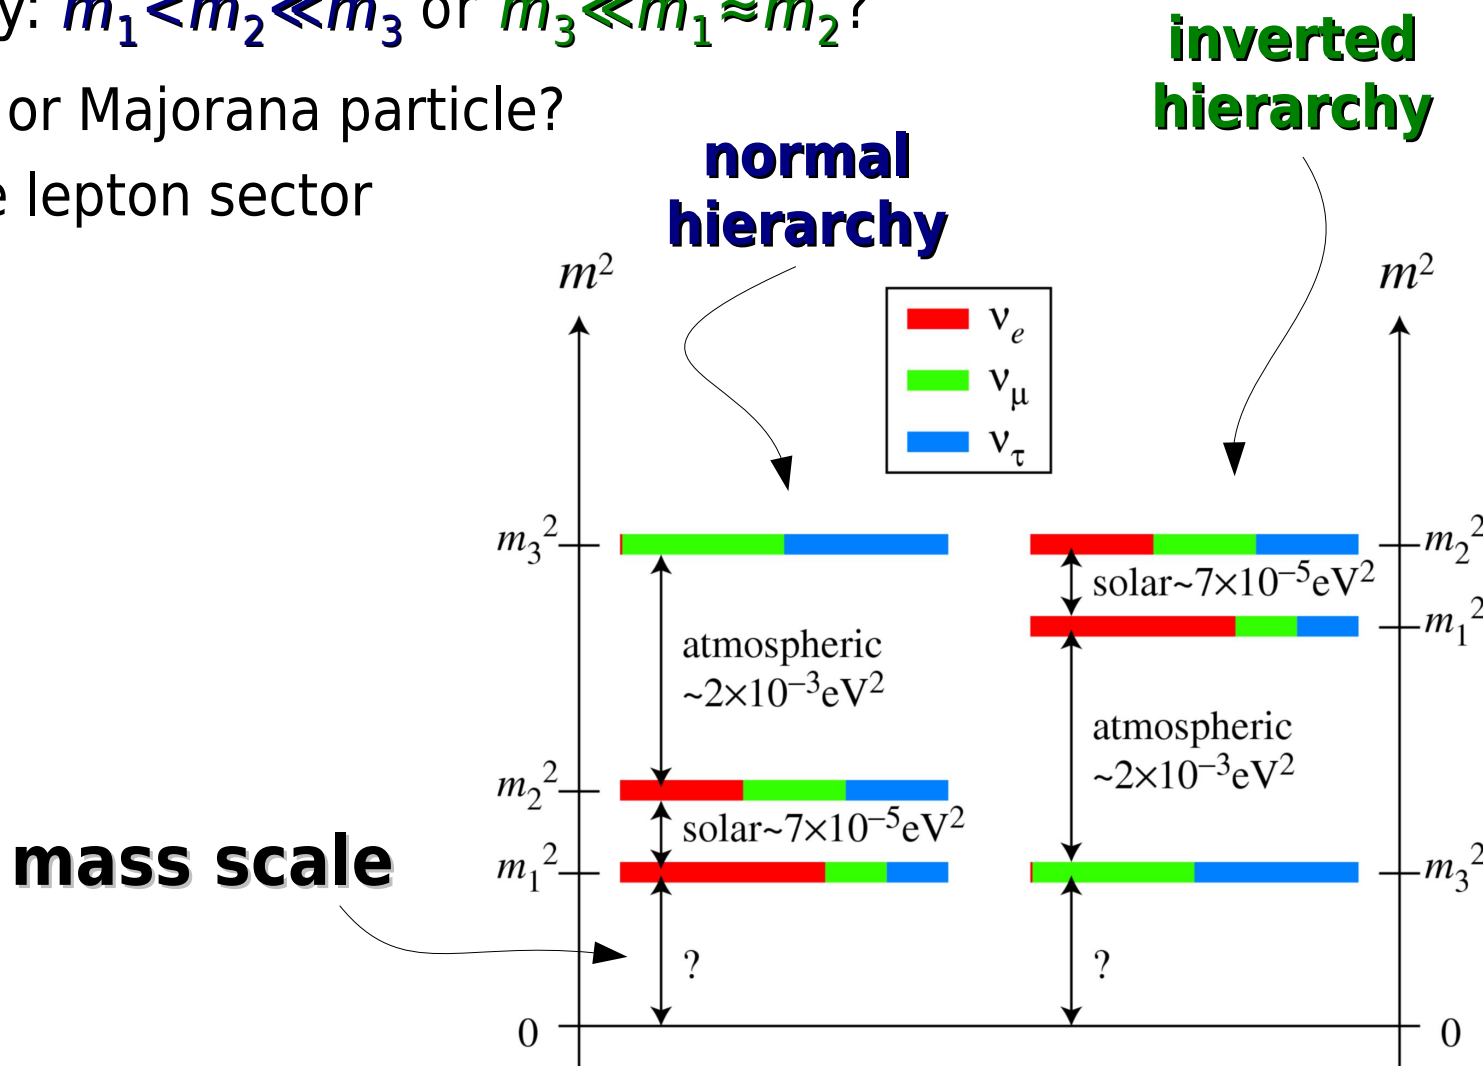 y: m₁<m₂≪m₃ or m₃≪m₁≈m₂?
or Majorana particle?
e lepton sector
inverted
hierarchy
normal
hierarchy
m²
m²
νₑ
ν_μ
ν_τ
m₃²
m₂²
solar~7×10⁻⁵eV²
m₁²
atmospheric
~2×10⁻³eV²
atmospheric
~2×10⁻³eV²
m₂²
solar~7×10⁻⁵eV²
mass scale
m₁²
m₃²
?
?
0
0